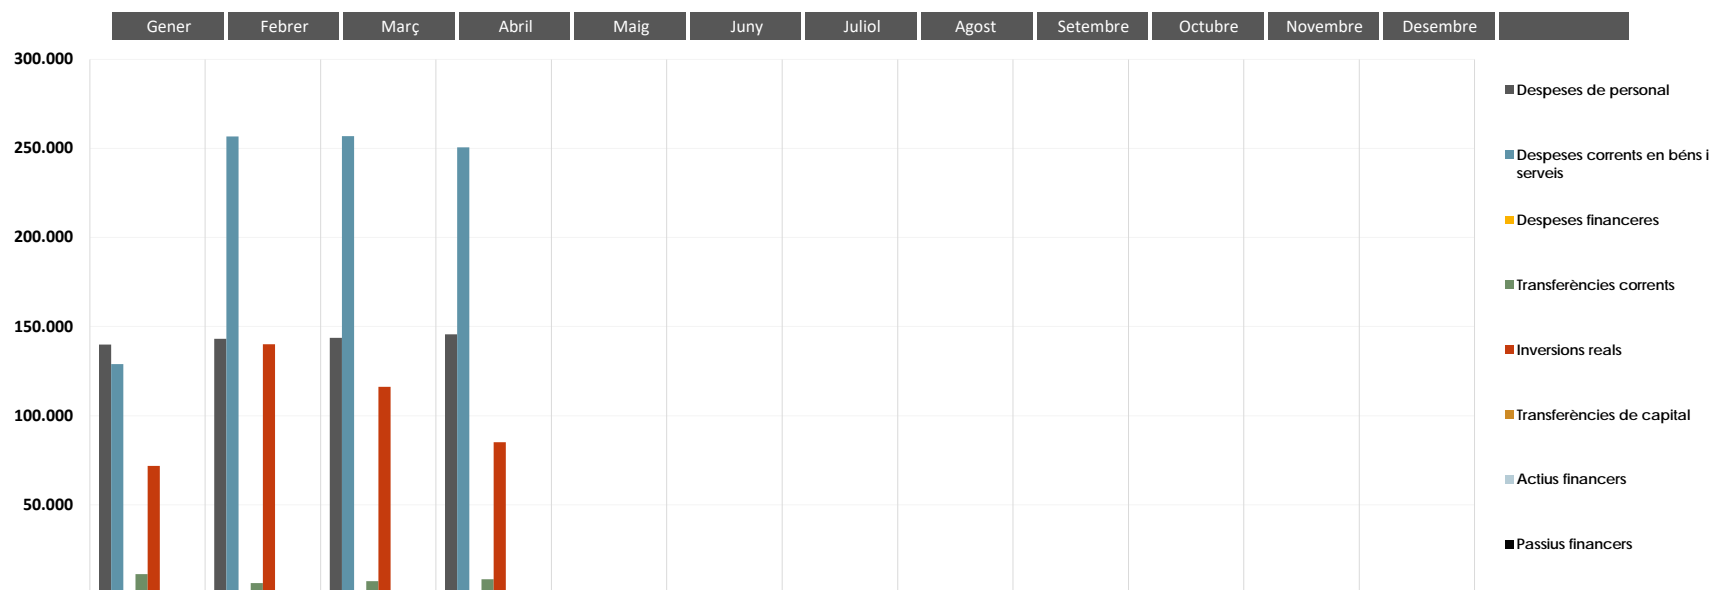 Gener Febrer Març Abril Maig Juny Juliol Agost Setembre Octubre Novembre Desembre
300.000
250.000
200.000
150.000
100.000
50.000
Despeses de personal
Despeses corrents en béns i
serveis
Despeses financeres
Transferències corrents
Inversions reals
Transferències de capital
Actius financers
Passius financers